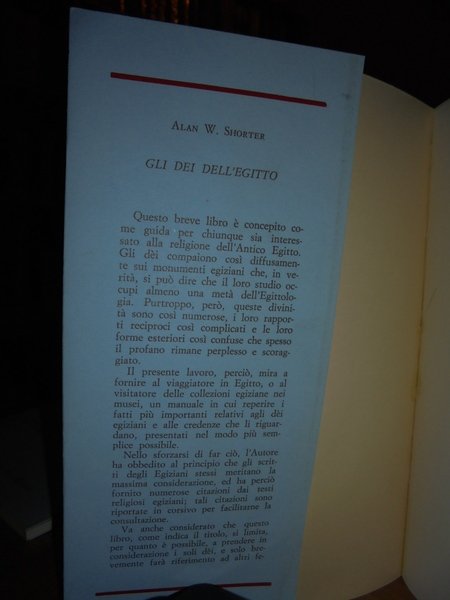 Alan W. Shorter
GLI DEI DELL'EGITTO
Questo breve libro è concepito co-
me guida per chiunque sia interes-
sato alla religione dell'Antico Egitto.
Gli dèi compaiono così diffusamen-
te sui monumenti egiziani che, in ve-
rità, si può dire che il loro studio oc-
cupi almeno una metà dell'Egittolo-
gia. Purtroppo, però, queste divini-
tà sono così numerose, i loro rappor-
ti reciproci così complicati e le loro
forme esteriori così confuse che spesso
il profano rimane perplesso e scorag-
giato.
Il presente lavoro, perciò, mira a
fornire al viaggiatore in Egitto, o al
visitatore delle collezioni egiziane nei
musei, un manuale in cui reperire i
fatti più importanti relativi agli dèi
egiziani e alle credenze che li riguar-
dano, presentati nel modo più sem-
plice possibile.
Nello sforzarsi di far ciò, l'Autore
ha obbedito al principio che gli scrit-
ti degli Egiziani stessi meritano la
massima considerazione, ed ha perciò
fornito numerose citazioni dai testi
religiosi egiziani; tali citazioni sono
riportate in corsivo per facilitarne la
consultazione.
Va anche considerato che questo
libro, come indica il titolo, si limita,
per quanto è possibile, a prendere in
considerazione i soli dèi, e solo bre-
vemente farà riferimento ad altri fe-